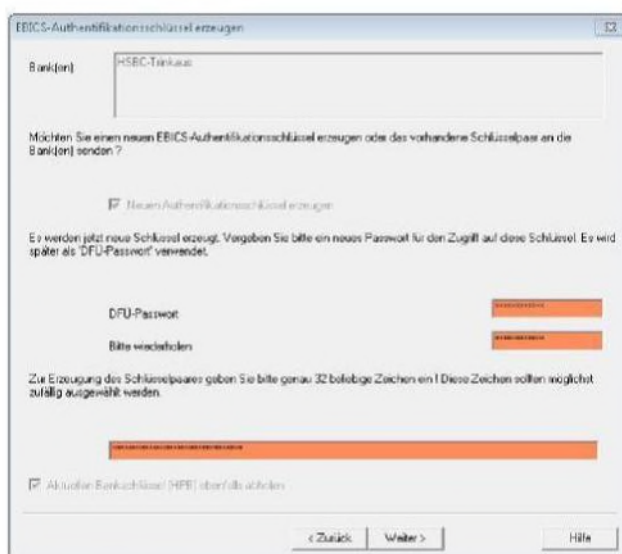 EBICS-Authentifikationsschlüssel erzeugen
Bank(en)
HSBC-Trinkaus
Möchten Sie einen neuen EBICS-Authentifikationsschlüssel erzeugen oder das vorhandene Schlüsselpaar an die
Bank(en) senden ?
Neuen Authentifikationsschlüssel erzeugen
Es werden jetzt neue Schlüssel erzeugt. Vergeben Sie bitte ein neues Passwort für den Zugriff auf diese Schlüssel. Es wird
später als 'DFÜ-Passwort' verwendet.
DFÜ-Passwort
Bitte wiederholen
Zur Erzeugung des Schlüsselpaares geben Sie bitte genau 32 beliebige Zeichen ein ! Diese Zeichen sollten möglichst
zufällig ausgewählt werden.
Aktuellen Bankschlüssel (HPB) ebenfalls abholen
< Zurück
Weiter >
Hilfe